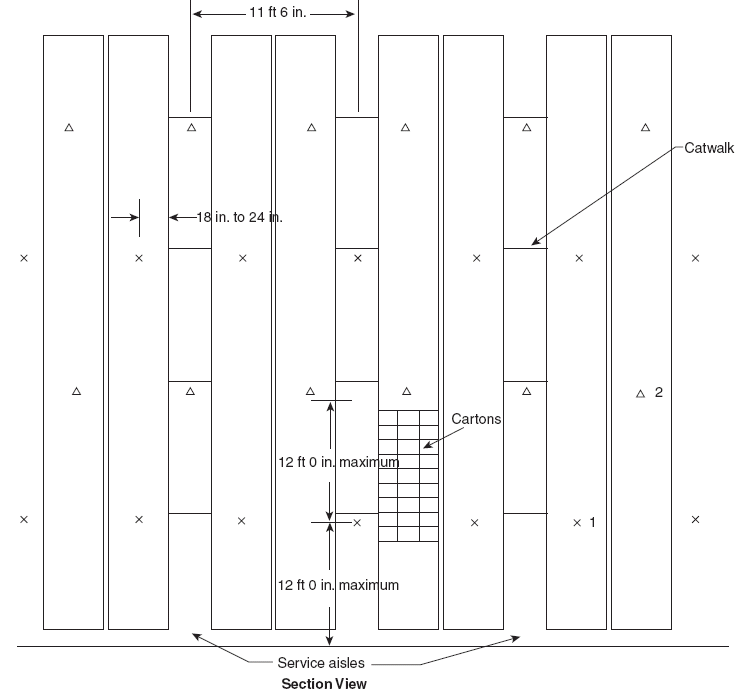 11 ft 6 in.
Catwalk
18 in. to 24 in.
2
Cartons
12 ft 0 in. maximum
1
12 ft 0 in. maximum
Service aisles
Section View